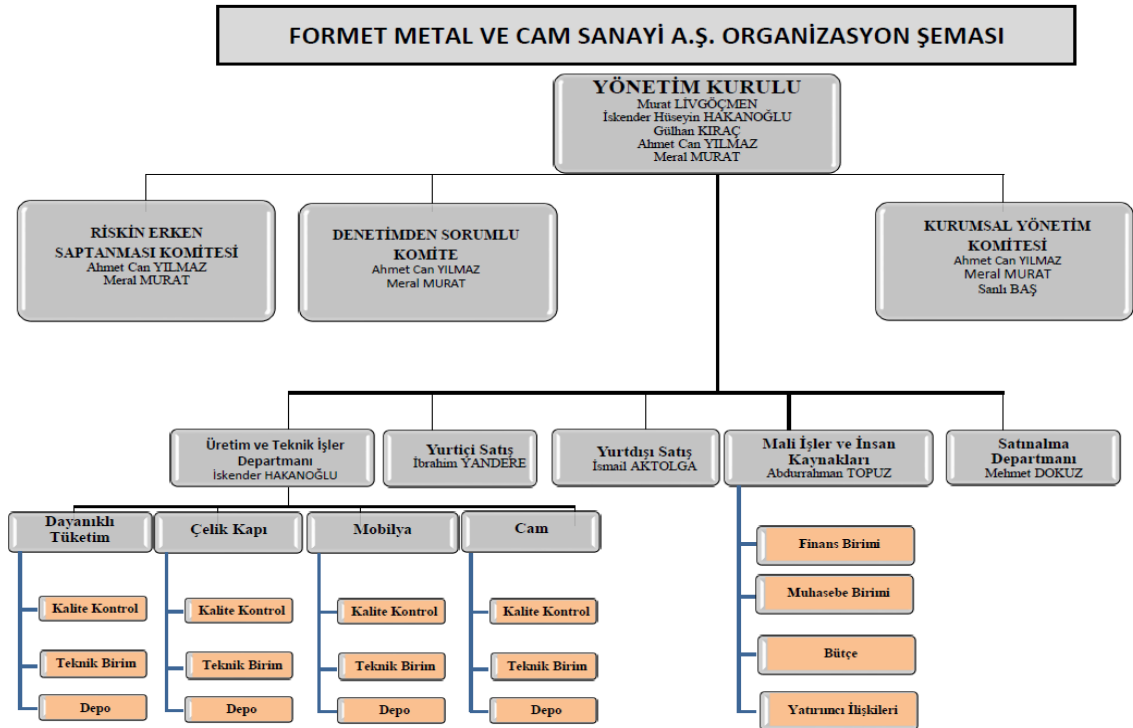 FORMET METAL VE CAM SANAYİ A.Ş. ORGANİZASYON ŞEMASI
YÖNETİM KURULU
Murat LİVGÖÇMEN
İskender Hüseyin HAKANOĞLU
Gülhan KIRAÇ
Ahmet Can YILMAZ
Meral MURAT
RİSKİN ERKEN
SAPTANMASI KOMİTESİ
Ahmet Can YILMAZ
Meral MURAT
DENETİMDEN SORUMLU
KOMİTE
Ahmet Can YILMAZ
Meral MURAT
KURUMSAL YÖNETİM
KOMİTESİ
Ahmet Can YILMAZ
Meral MURAT
Sanlı BAŞ
Üretim ve Teknik İşler
Departmanı
İskender HAKANOĞLU
Yurtiçi Satış
İbrahim YANDERE
Yurtdışı Satış
İsmail AKTOLGA
Mali İşler ve İnsan
Kaynakları
Abdurrahman TOPUZ
Satınalma
Departmanı
Mehmet DOKUZ
Dayanıklı
Tüketim
Kalite Kontrol
Teknik Birim
Depo
Çelik Kapı
Kalite Kontrol
Teknik Birim
Depo
Mobilya
Kalite Kontrol
Teknik Birim
Depo
Cam
Kalite Kontrol
Teknik Birim
Depo
Finans Birimi
Muhasebe Birimi
Bütçe
Yatırımcı İlişkileri